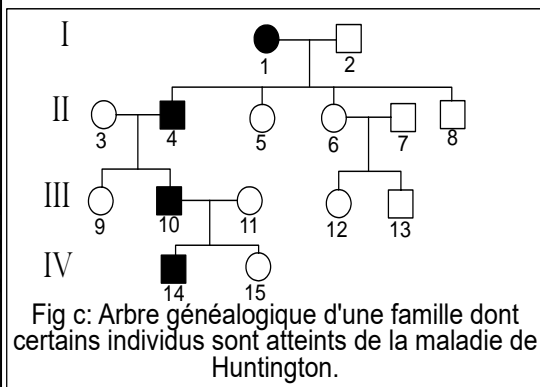 I
1 2
II
3 4 5 6 7 8
III
9 10 11 12 13
IV
14 15
Fig c: Arbre généalogique d'une famille dont
certains individus sont atteints de la maladie de
Huntington.